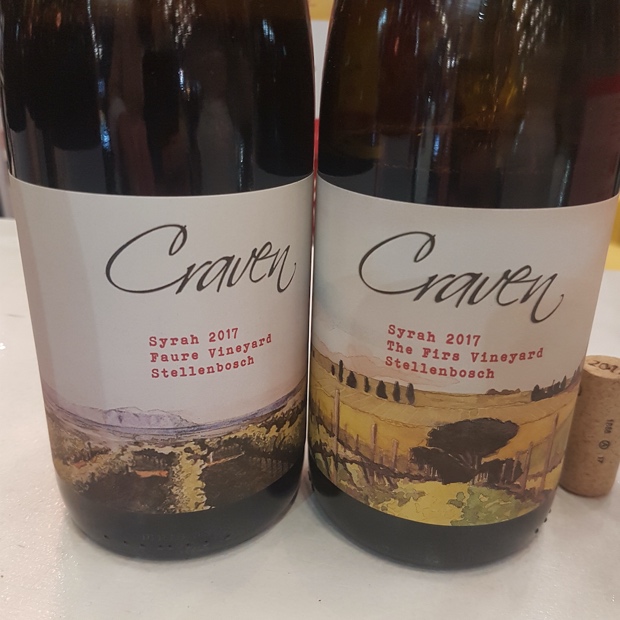 Craven
Syrah 2017
Faure Vineyard
Stellenbosch
Craven
Syrah 2017
The Firs Vineyard
Stellenbosch